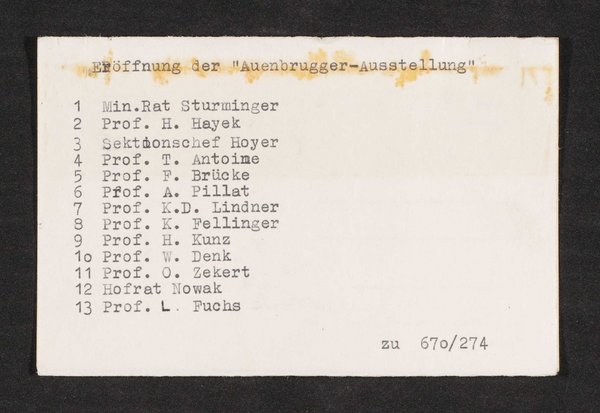 Eröffnung der "Auenbrugger-Ausstellung"
1 Min.Rat Sturminger
2 Prof. H. Hayek
3 Sektionschef Hoyer
4 Prof. T. Antoine
5 Prof. F. Brücke
6 Prof. A. Pillat
7 Prof. K.D. Lindner
8 Prof. K. Fellinger
9 Prof. H. Kunz
1o Prof. W. Denk
11 Prof. O. Zekert
12 Hofrat Nowak
13 Prof. L. Fuchs
zu 67o/274